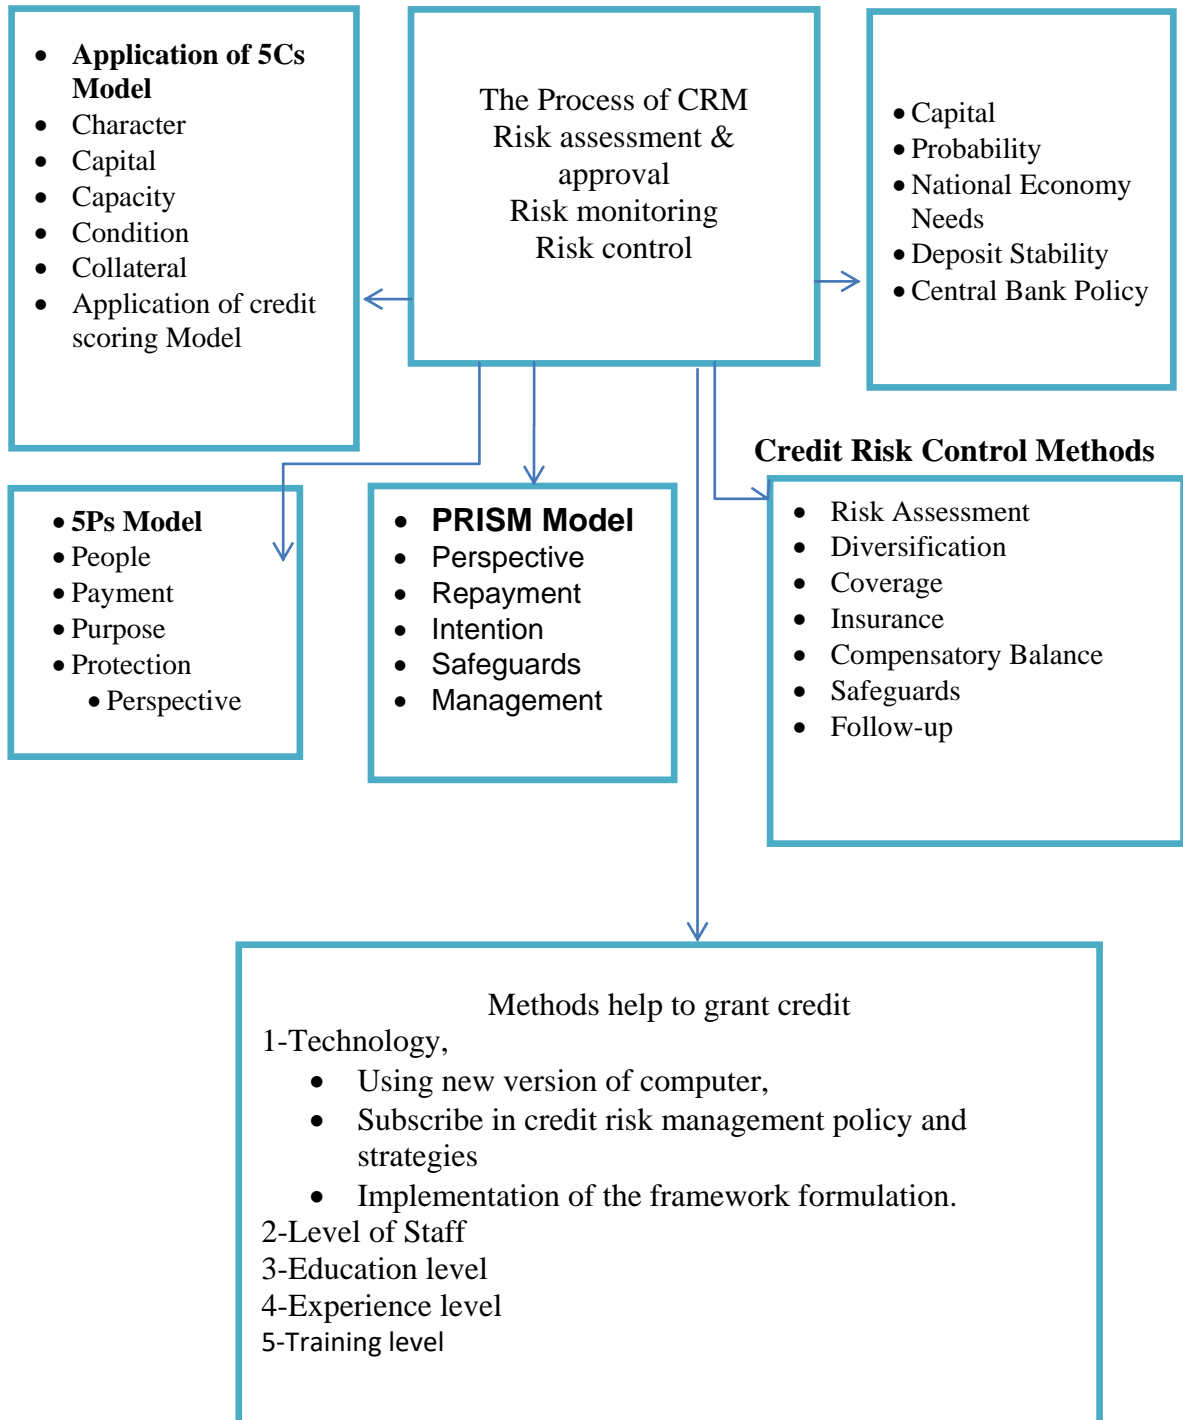 • Application of 5Cs
Model
• Character
• Capital
• Capacity
• Condition
• Collateral
• Application of credit
scoring Model
The Process of CRM
Risk assessment &
approval
Risk monitoring
Risk control
• Capital
• Probability
• National Economy
Needs
• Deposit Stability
• Central Bank Policy
• 5Ps Model
• People
• Payment
• Purpose
• Protection
• Perspective
• PRISM Model
• Perspective
• Repayment
• Intention
• Safeguards
• Management
Credit Risk Control Methods
• Risk Assessment
• Diversification
• Coverage
• Insurance
• Compensatory Balance
• Safeguards
• Follow-up
Methods help to grant credit
1-Technology,
• Using new version of computer,
• Subscribe in credit risk management policy and
strategies
• Implementation of the framework formulation.
2-Level of Staff
3-Education level
4-Experience level
5-Training level